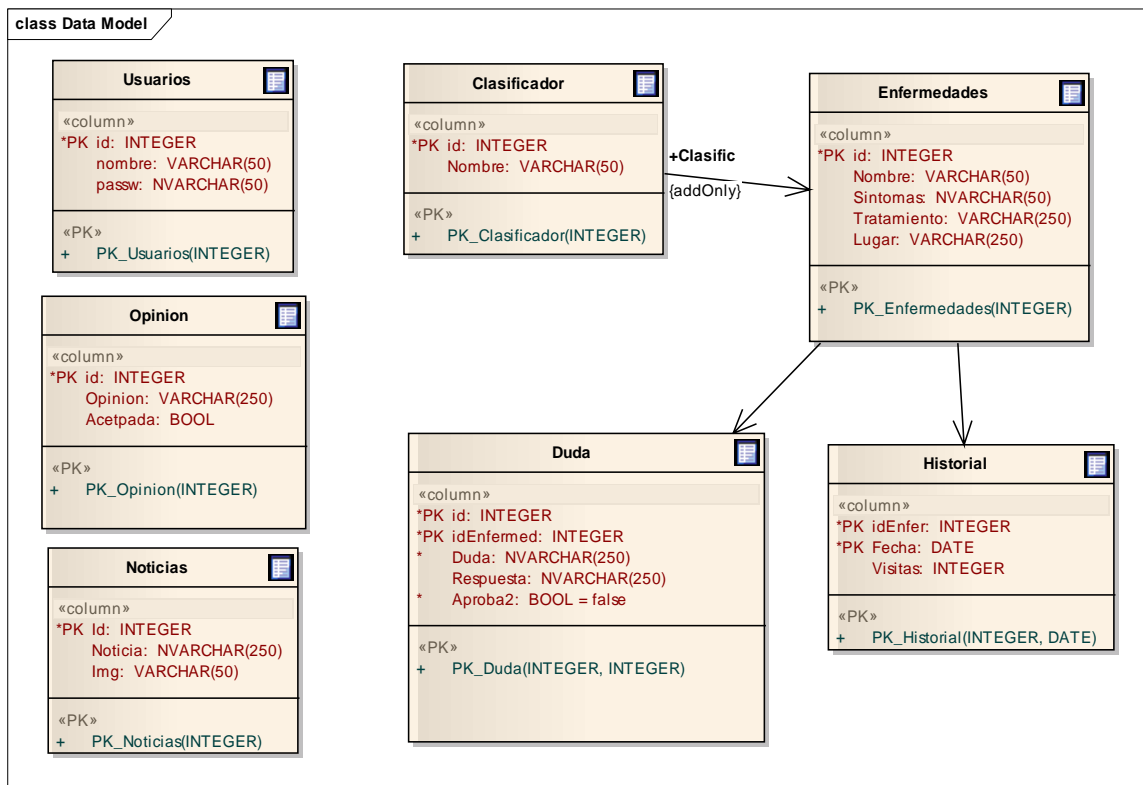 class Data Model
Usuarios
«column»
*PK id: INTEGER
nombre: VARCHAR(50)
passw: NVARCHAR(50)
«PK»
+ PK_Usuarios(INTEGER)
Clasificador
«column»
*PK id: INTEGER
Nombre: VARCHAR(50)
«PK»
+ PK_Clasificador(INTEGER)
+Clasific
{addOnly}
Enfermedades
«column»
*PK id: INTEGER
Nombre: VARCHAR(50)
Sintomas: NVARCHAR(50)
Tratamiento: VARCHAR(250)
Lugar: VARCHAR(250)
«PK»
+ PK_Enfermedades(INTEGER)
Opinion
«column»
*PK id: INTEGER
Opinion: VARCHAR(250)
Acetpada: BOOL
«PK»
+ PK_Opinion(INTEGER)
Duda
«column»
*PK id: INTEGER
*PK idEnfermed: INTEGER
* Duda: NVARCHAR(250)
Respuesta: NVARCHAR(250)
* Aproba2: BOOL = false
«PK»
+ PK_Duda(INTEGER, INTEGER)
Historial
«column»
*PK idEnfer: INTEGER
*PK Fecha: DATE
Visitas: INTEGER
«PK»
+ PK_Historial(INTEGER, DATE)
Noticias
«column»
*PK Id: INTEGER
Noticia: NVARCHAR(250)
Img: VARCHAR(50)
«PK»
+ PK_Noticias(INTEGER)